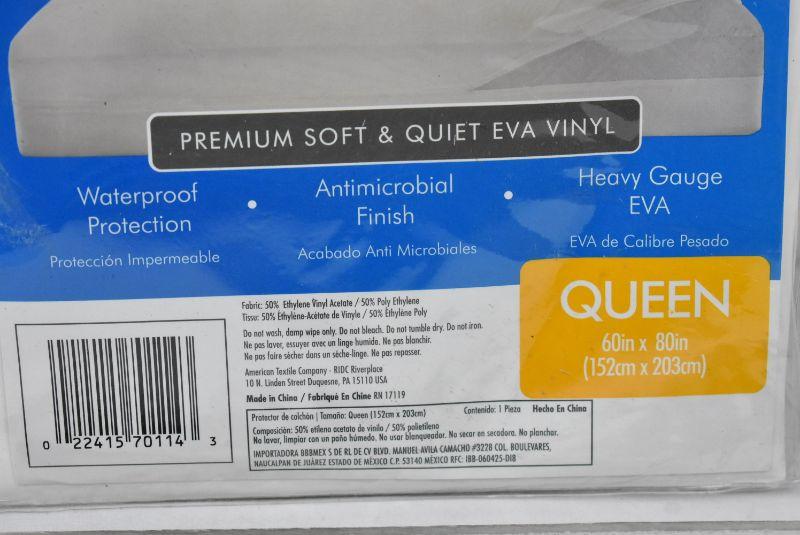 PREMIUM SOFT & QUIET EVA VINYL
Waterproof
Protection
Protección Impermeable
•
Antimicrobial
Finish
Acabado Anti Microbiales
•
Heavy Gauge
EVA
EVA de Calibre Pesado
QUEEN
60in x 80in
(152cm x 203cm)
Fabric: 50% Ethylene Vinyl Acetate / 50% Poly Ethylene
Tissu: 50% Ethylène-Acétate de Vinyle / 50% Ethylène Poly
Do not wash, damp wipe only. Do not bleach. Do not tumble dry. Do not iron.
Ne pas laver, essuyer avec un linge humide. Ne pas blanchir.
Ne pas faire sécher dans un sèche-linge. Ne pas repasser.
American Textile Company - RIDC Riverplace
10 N. Linden Street Duquesne, PA 15110 USA
Made in China / Fabriqué En Chine RN 17119
0 22415 70114 3
Protector de colchón | Tamaño: Queen (152cm x 203cm) Contenido: 1 Pieza Hecho En China
Composición: 50% etileno acetato de vinilo / 50% polietileno
No lavar, limpiar con un paño húmedo. No usar blanqueador. No secar en secadora. No planchar.
IMPORTADORA BBBMEX S DE RL DE CV BLVD. MANUEL AVILA CAMACHO #3228 COL. BOULEVARES,
NAUCALPAN DE JUÁREZ ESTADO DE MÉXICO C.P. 53140 MÉXICO RFC: IBB-060425-DI8